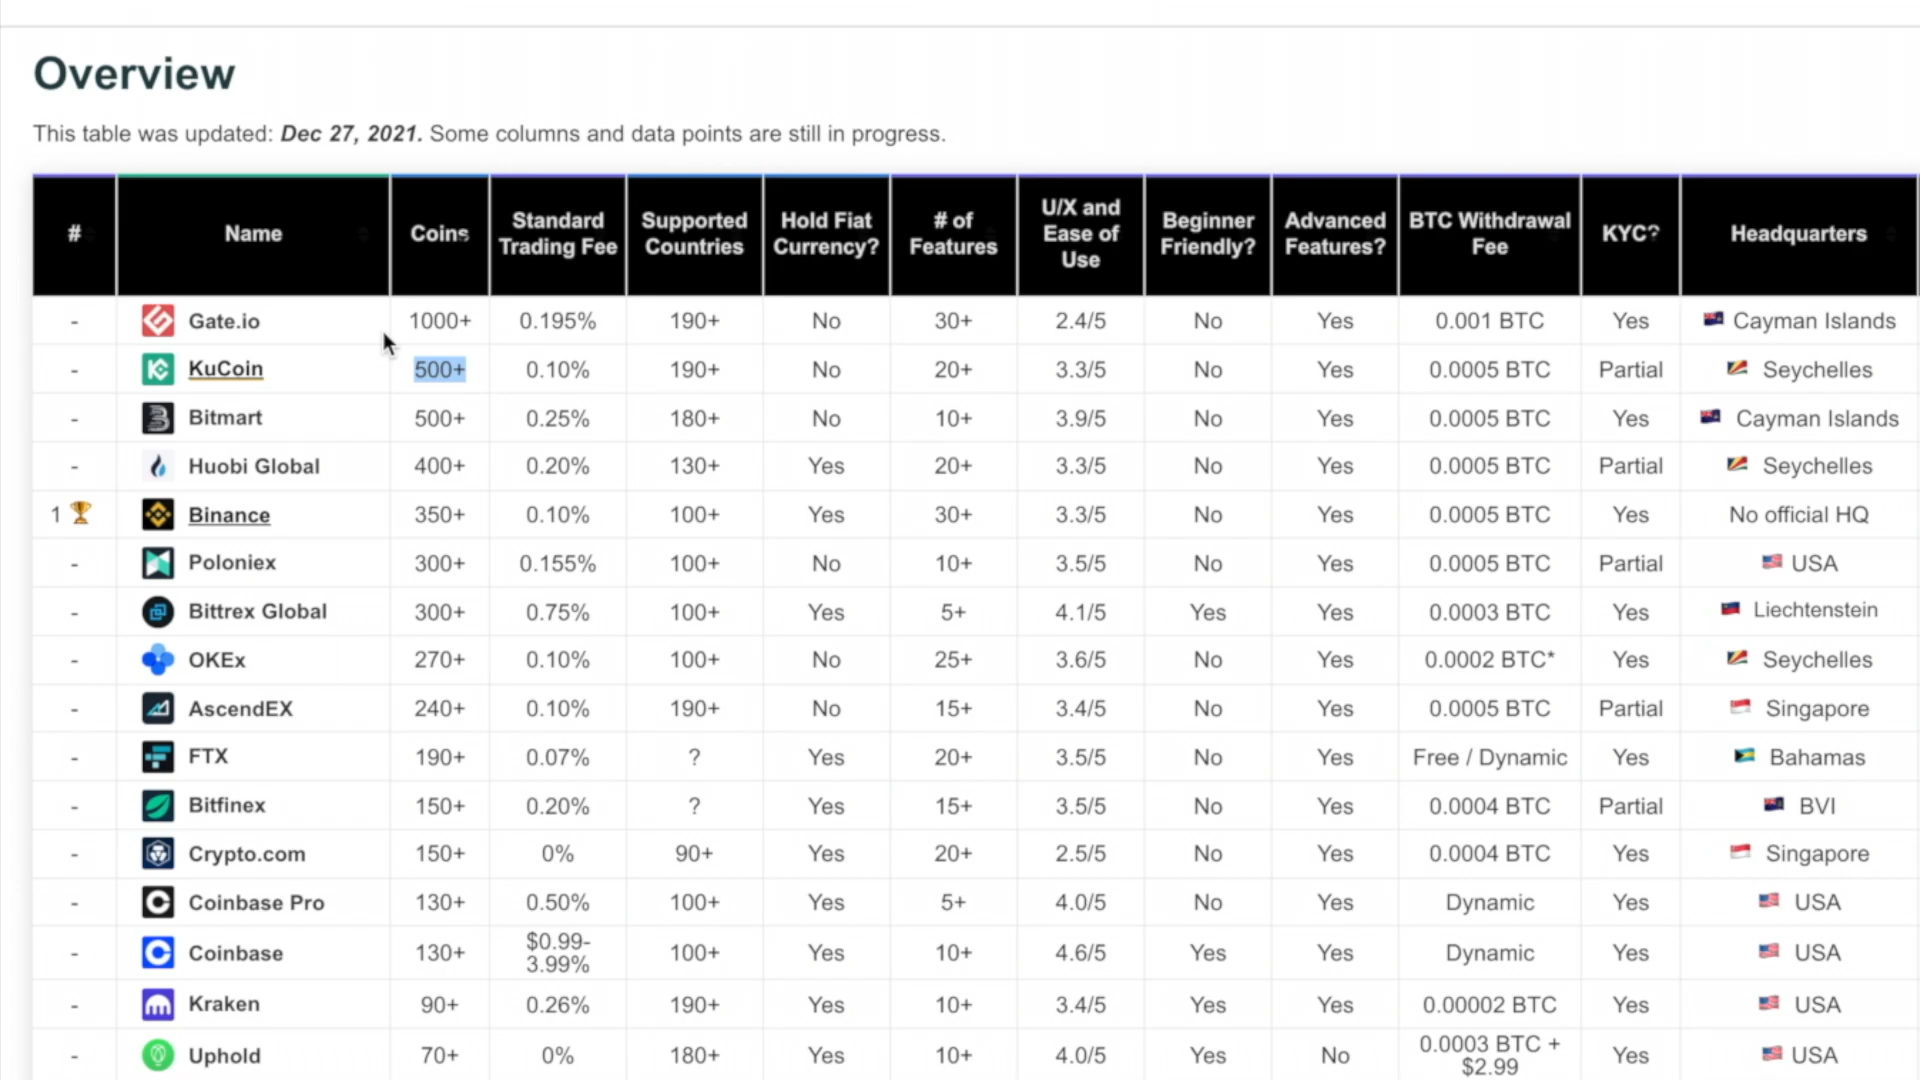 Overview
This table was updated: Dec 27, 2021. Some columns and data points are still in progress.
# Name Coins Standard Trading Fee Supported Countries Hold Fiat Currency? # of Features U/X and Ease of Use Beginner Friendly? Advanced Features? BTC Withdrawal Fee KYC? Headquarters
- Gate.io 1000+ 0.195% 190+ No 30+ 2.4/5 No Yes 0.001 BTC Yes Cayman Islands
- KuCoin 500+ 0.10% 190+ No 20+ 3.3/5 No Yes 0.0005 BTC Partial Seychelles
- Bitmart 500+ 0.25% 180+ No 10+ 3.9/5 No Yes 0.0005 BTC Yes Cayman Islands
- Huobi Global 400+ 0.20% 130+ Yes 20+ 3.3/5 No Yes 0.0005 BTC Partial Seychelles
1 🏆 Binance 350+ 0.10% 100+ Yes 30+ 3.3/5 No Yes 0.0005 BTC Yes No official HQ
- Poloniex 300+ 0.155% 100+ No 10+ 3.5/5 No Yes 0.0005 BTC Partial USA
- Bittrex Global 300+ 0.75% 100+ Yes 5+ 4.1/5 Yes Yes 0.0003 BTC Yes Liechtenstein
- OKEx 270+ 0.10% 100+ No 25+ 3.6/5 No Yes 0.0002 BTC* Yes Seychelles
- AscendEX 240+ 0.10% 190+ No 15+ 3.4/5 No Yes 0.0005 BTC Partial Singapore
- FTX 190+ 0.07% ? Yes 20+ 3.5/5 No Yes Free / Dynamic Yes Bahamas
- Bitfinex 150+ 0.20% ? Yes 15+ 3.5/5 No Yes 0.0004 BTC Partial BVI
- Crypto.com 150+ 0% 90+ Yes 20+ 2.5/5 No Yes 0.0004 BTC Yes Singapore
- Coinbase Pro 130+ 0.50% 100+ Yes 5+ 4.0/5 No Yes Dynamic Yes USA
- Coinbase 130+ $0.99-3.99% 100+ Yes 10+ 4.6/5 Yes Yes Dynamic Yes USA
- Kraken 90+ 0.26% 190+ Yes 10+ 3.4/5 Yes Yes 0.00002 BTC Yes USA
- Uphold 70+ 0% 180+ Yes 10+ 4.0/5 Yes No 0.0003 BTC + $2.99 Yes USA